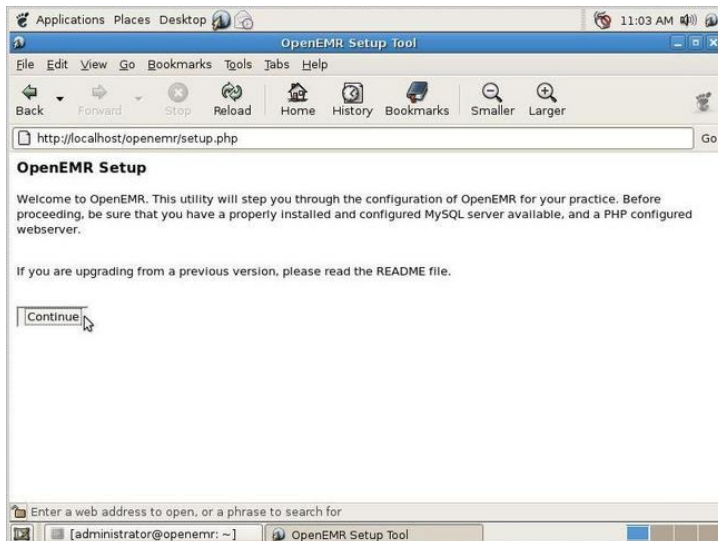 Applications Places Desktop 11:03 AM
OpenEMR Setup Tool
File Edit View Go Bookmarks Tools Tabs Help
Back Forward Stop Reload Home History Bookmarks Smaller Larger
http://localhost/openemr/setup.php Go
OpenEMR Setup
Welcome to OpenEMR. This utility will step you through the configuration of OpenEMR for your practice. Before
proceeding, be sure that you have a properly installed and configured MySQL server available, and a PHP configured
webserver.
If you are upgrading from a previous version, please read the README file.
Continue
Enter a web address to open, or a phrase to search for
[administrator@openemr: ~] OpenEMR Setup Tool